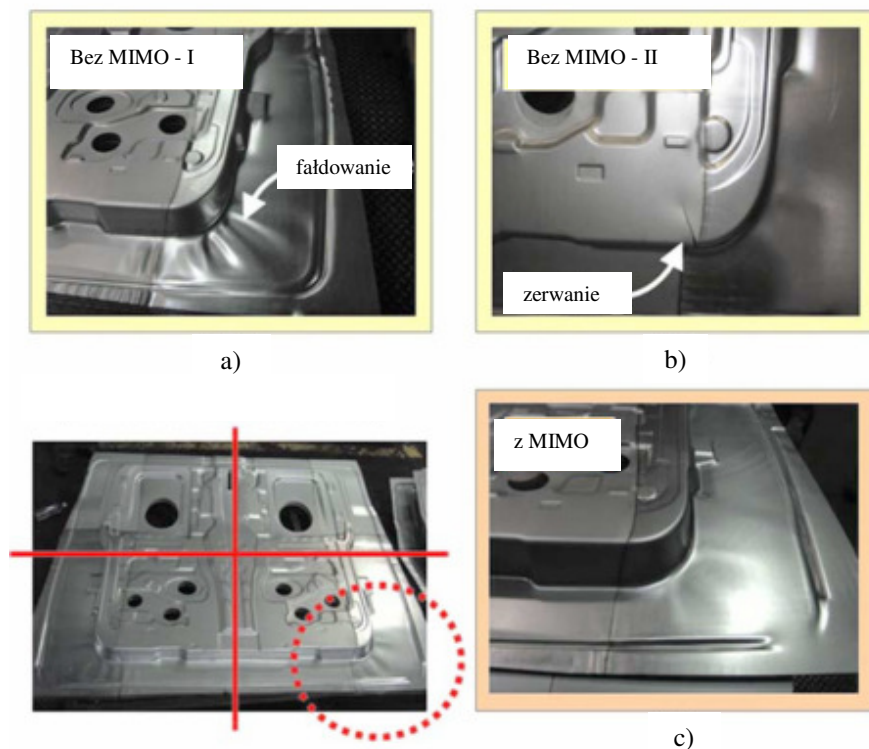 Bez MIMO - I
Bez MIMO - II
fałdowanie
zerwanie
a)
b)
z MIMO
c)